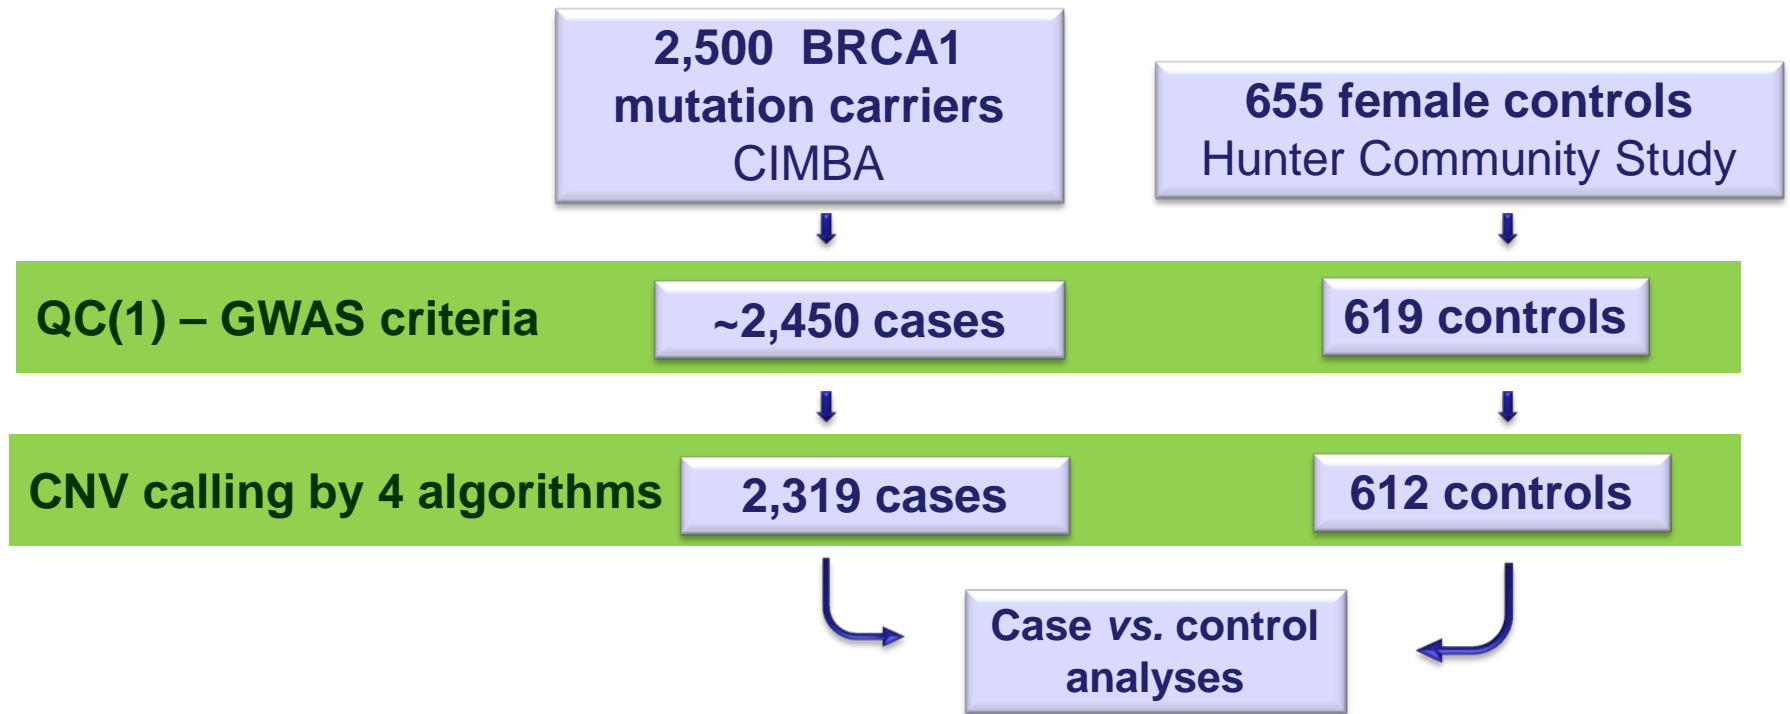 2,500 BRCA1
mutation carriers
CIMBA
655 female controls
Hunter Community Study
QC(1) – GWAS criteria
~2,450 cases
619 controls
CNV calling by 4 algorithms
2,319 cases
612 controls
Case vs. control
analyses